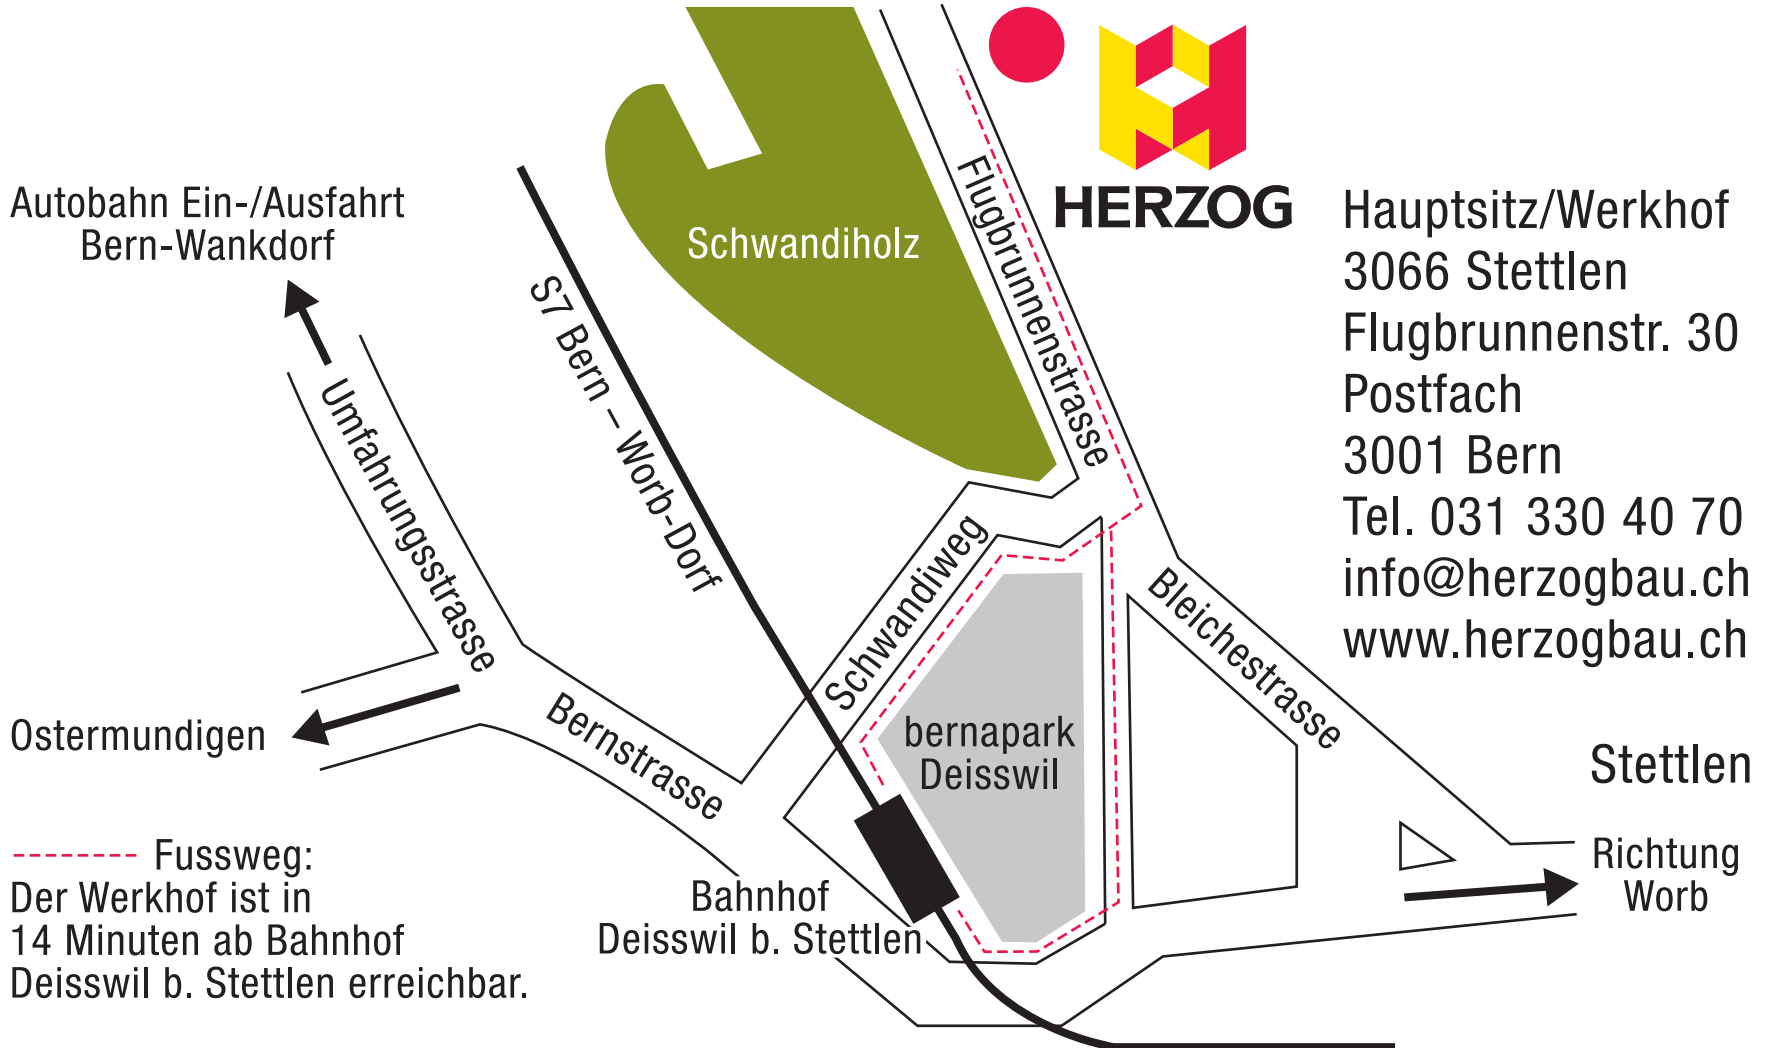 HERZOG
Hauptsitz/Werkhof
3066 Stettlen
Flugbrunnenstr. 30
Postfach
3001 Bern
Tel. 031 330 40 70
info@herzogbau.ch
www.herzogbau.ch
Autobahn Ein-/Ausfahrt
Bern-Wankdorf
Schwandiholz
Flugbrunnenstrasse
S7 Bern – Worb-Dorf
Umfahrungsstrasse
Schwandiweg
Bleichestrasse
Ostermundigen
Bernstrasse
bernapark
Deisswil
Stettlen
Richtung
Worb
Bahnhof
Deisswil b. Stettlen
Fussweg:
Der Werkhof ist in
14 Minuten ab Bahnhof
Deisswil b. Stettlen erreichbar.